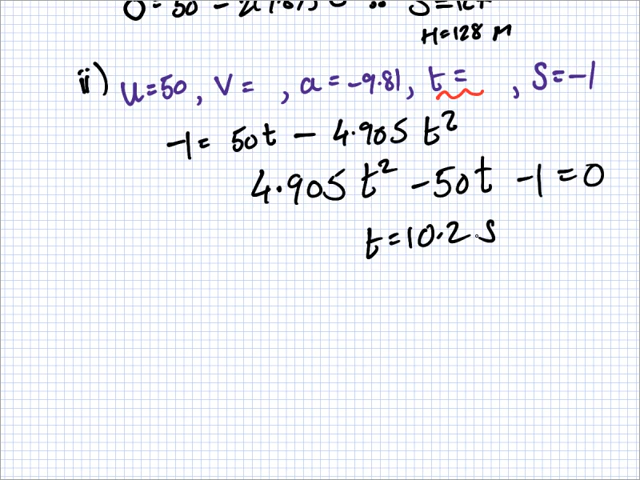 H=128 M
ii) u=50, v= , a=-9.81, t= , S=-1
-1= 50t - 4.905 t²
4.905 t² -50t -1=0
t=10.2 s